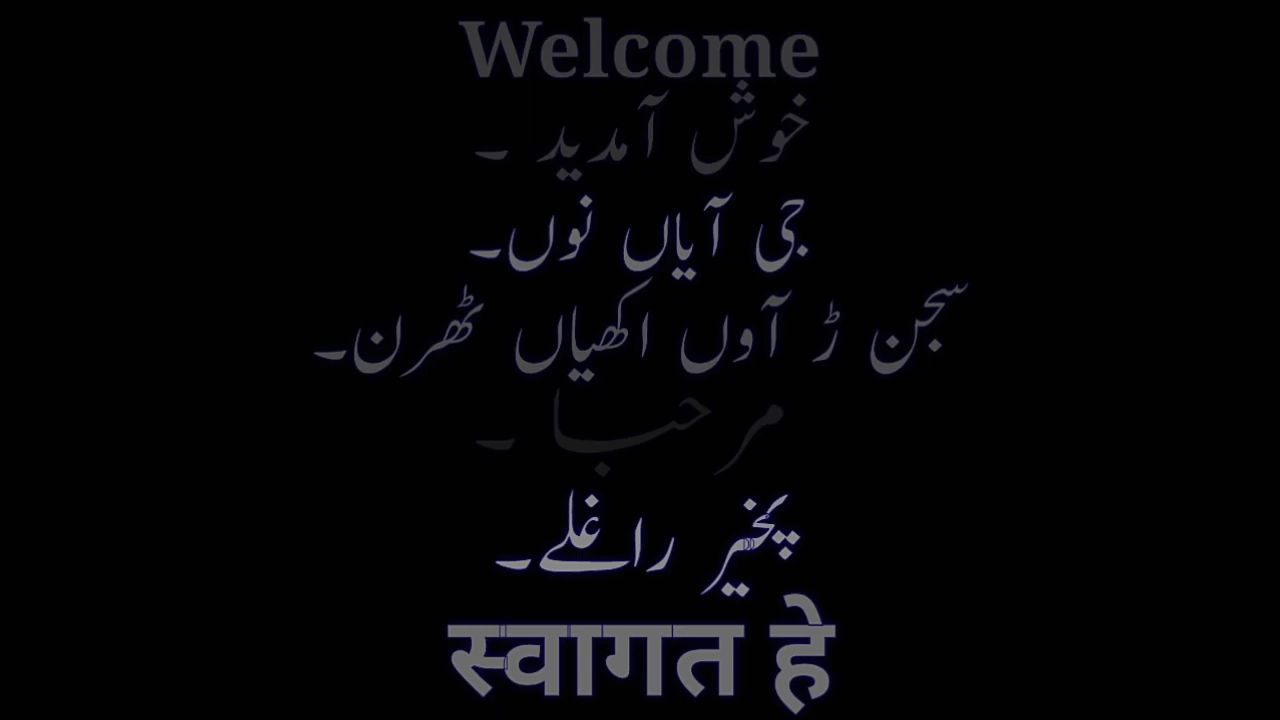 Welcome
خوش آمدید ۔
جی آیاں نوں۔
سجن ڑ آوں اکھیاں ٹھرن۔
مرحبا ۔
پخیر راغلے۔
स्वागत हे